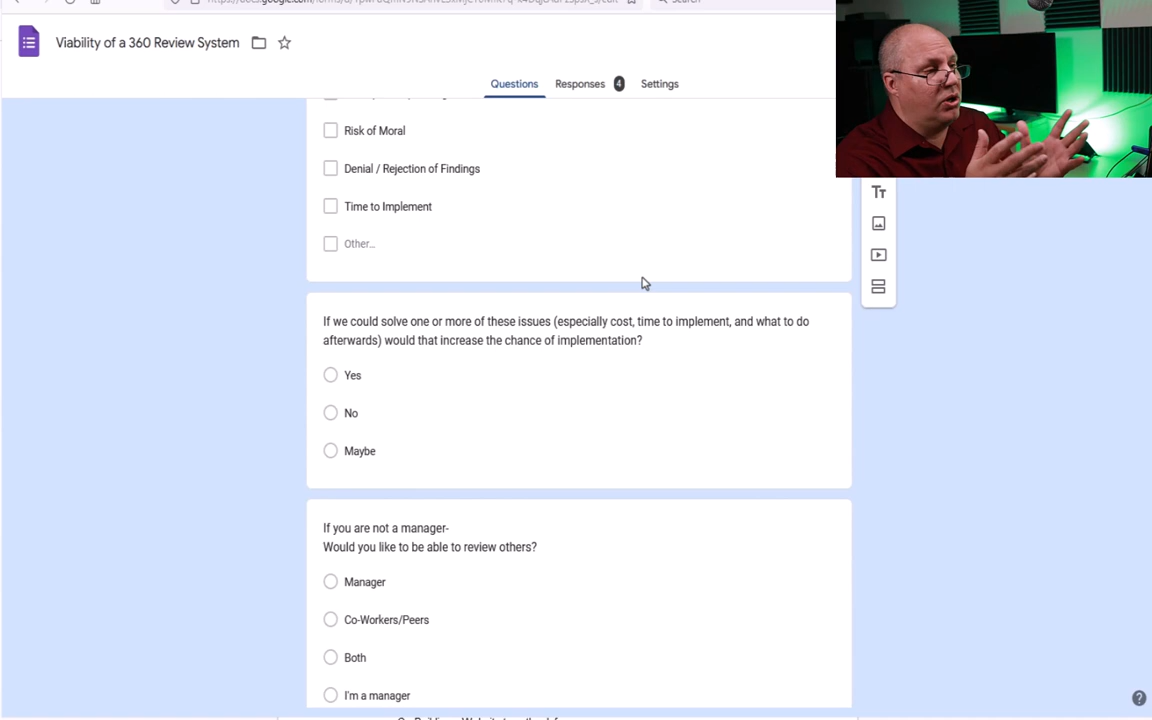 Viability of a 360 Review System
Questions
Responses
4
Settings
Risk of Moral
Denial / Rejection of Findings
Time to Implement
Other...
Tт
If we could solve one or more of these issues (especially cost, time to implement, and what to do
afterwards) would that increase the chance of implementation?
Yes
No
Maybe
If you are not a manager-
Would you like to be able to review others?
Manager
Co-Workers/Peers
Both
I'm a manager